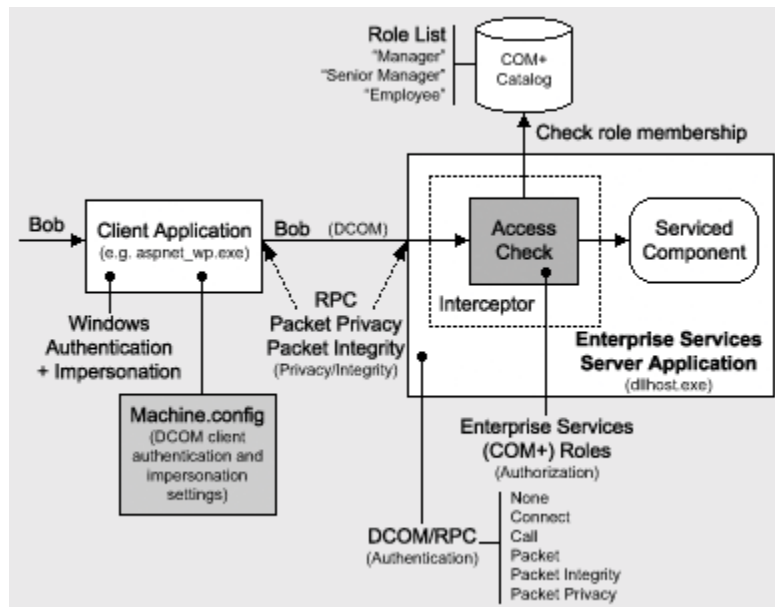 Role List
"Manager"
"Senior Manager"
"Employee"
COM+
Catalog
Check role membership
Bob
Client Application
(e.g. aspnet_wp.exe)
Bob
(DCOM)
Access
Check
Serviced
Component
Interceptor
RPC
Packet Privacy
Packet Integrity
(Privacy/Integrity)
Windows
Authentication
+ Impersonation
Enterprise Services
Server Application
(dllhost.exe)
Machine.config
(DCOM client
authentication and
impersonation
settings)
Enterprise Services
(COM+) Roles
(Authorization)
DCOM/RPC
(Authentication)
None
Connect
Call
Packet
Packet Integrity
Packet Privacy